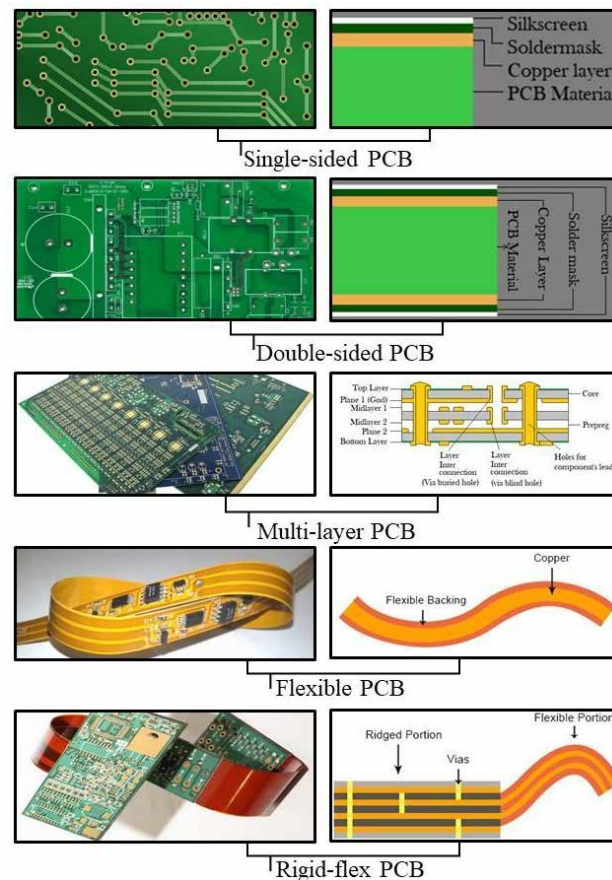 Silkscreen
Soldermask
Copper layer
PCB Material
Single-sided PCB
PCB Material
Copper Layer
Solder mask
Silkscreen
Double-sided PCB
Top Layer
Plane 1 (Gnd)
Midlayer 1
Midlayer 2
Plane 2
Bottom Layer
Core
Prepreg
Layer
Inter
connection
(Via buried hole)
Layer
Inter
connection
(via blind hole)
Holes for
component's lead
Multi-layer PCB
Copper
Flexible Backing
Flexible PCB
Flexible Portion
Ridged Portion
Vias
Rigid-flex PCB